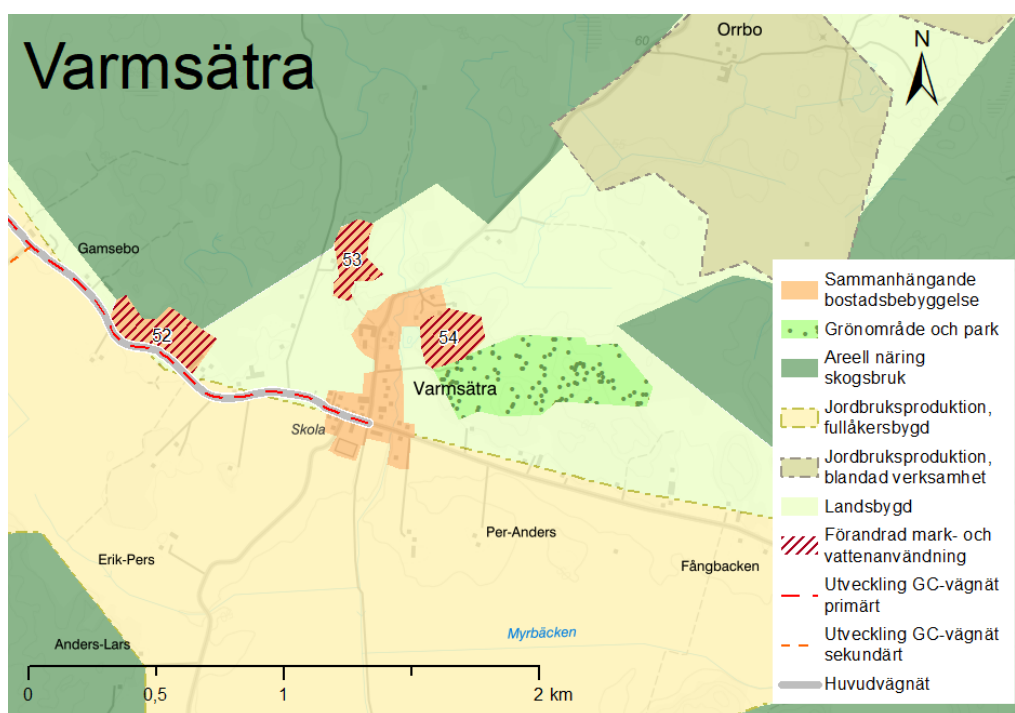 Varmsätra
Orrbo
N
60
Gamsebo
53
52
54
Varmsätra
Skola
Per-Anders
Erik-Pers
Fångbacken
Myrbäcken
Anders-Lars
0
0,5
1
2 km
Sammanhängande
bostadsbebyggelse
Grönområde och park
Areell näring
skogsbruk
Jordbruksproduktion,
fullåkersbygd
Jordbruksproduktion,
blandad verksamhet
Landsbygd
Förandrad mark- och
vattenanvändning
Utveckling GC-vägnät
primärt
Utveckling GC-vägnät
sekundärt
Huvudvägnät